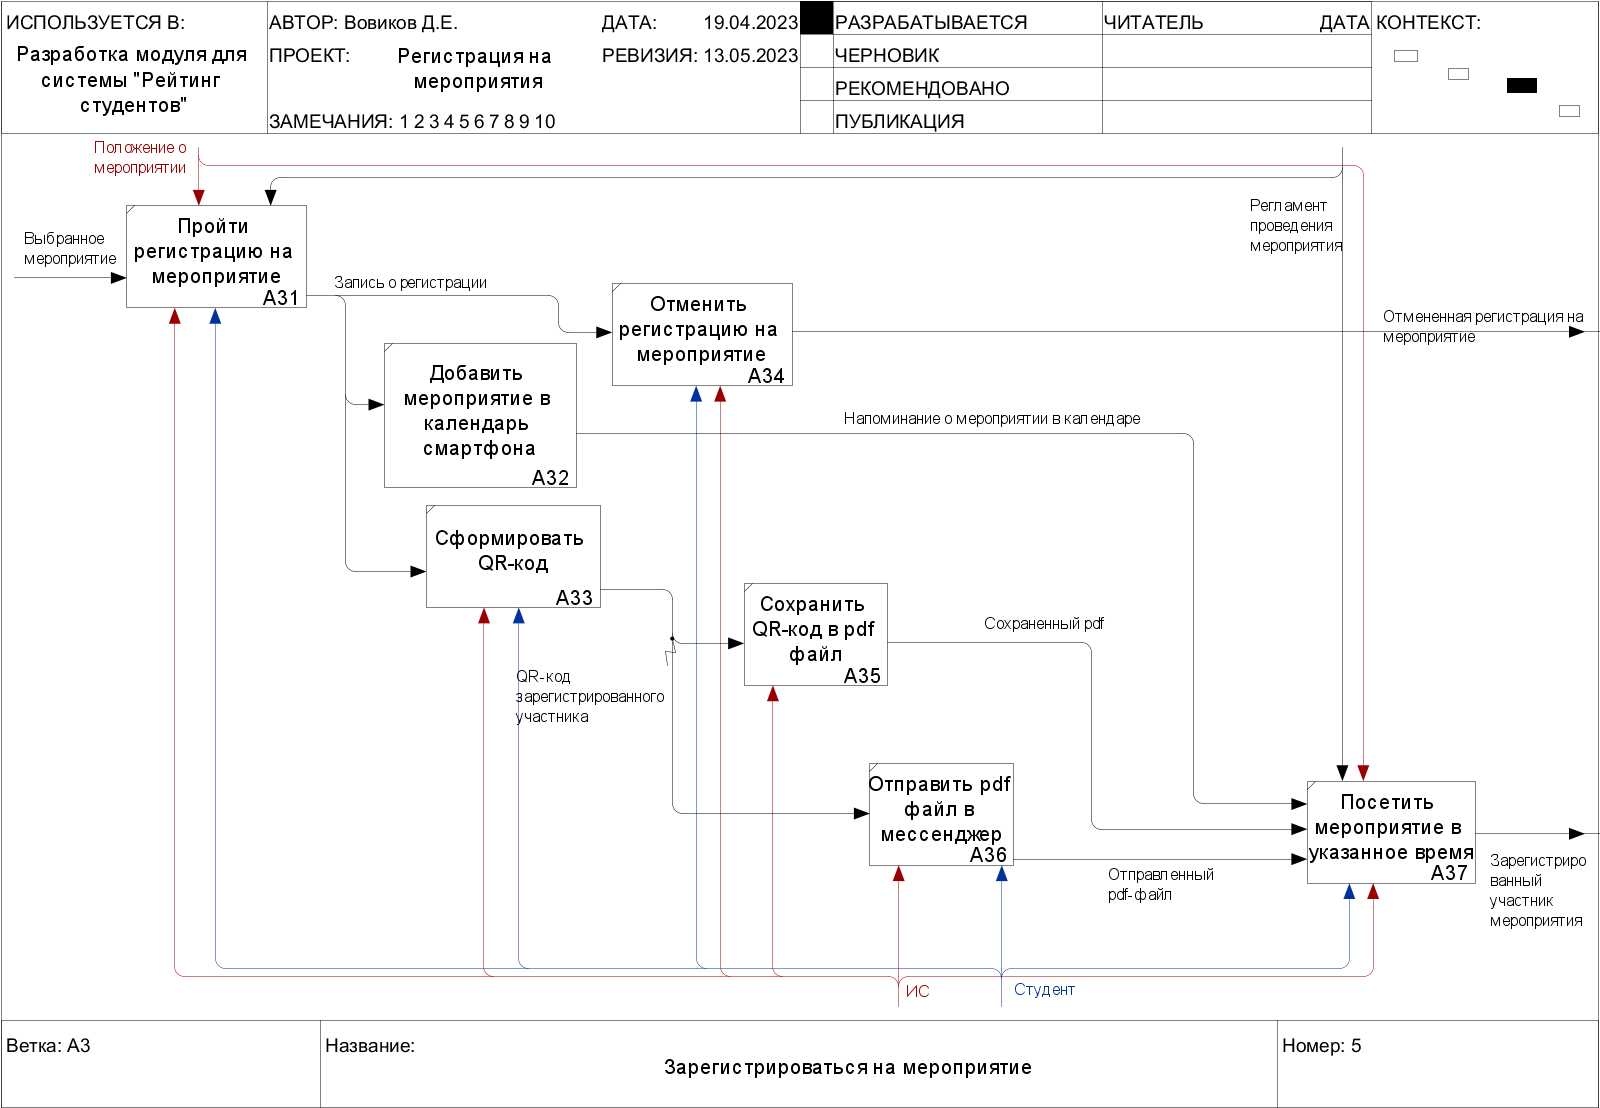 ИСПОЛЬЗУЕТСЯ В:
Разработка модуля для
системы "Рейтинг
студентов"
АВТОР: Вовиков Д.Е.
ДАТА: 19.04.2023
ПРОЕКТ: Регистрация на
мероприятия
РЕВИЗИЯ: 13.05.2023
ЗАМЕЧАНИЯ: 1 2 3 4 5 6 7 8 9 10
РАЗРАБАТЫВАЕТСЯ
ЧЕРНОВИК
РЕКОМЕНДОВАНО
ПУБЛИКАЦИЯ
ЧИТАТЕЛЬ ДАТА
КОНТЕКСТ:
Положение о
мероприятии
Регламент
проведения
мероприятия
Выбранное
мероприятие
Пройти
регистрацию на
мероприятие
A31
Запись о регистрации
Отменить
регистрацию на
мероприятие
A34
Отмененная регистрация на
мероприятие
Добавить
мероприятие в
календарь
смартфона
A32
Напоминание о мероприятии в календаре
Сформировать
QR-код
A33
QR-код
зарегистрированного
участника
Сохранить
QR-код в pdf
файл
A35
Сохраненный pdf
Отправить pdf
файл в
мессенджер
A36
Отправленный
pdf-файл
Посетить
мероприятие в
указанное время
A37
Зарегистриро
ванный
участник
мероприятия
ИС
Студент
Ветка: A3
Название:
Зарегистрироваться на мероприятие
Номер: 5